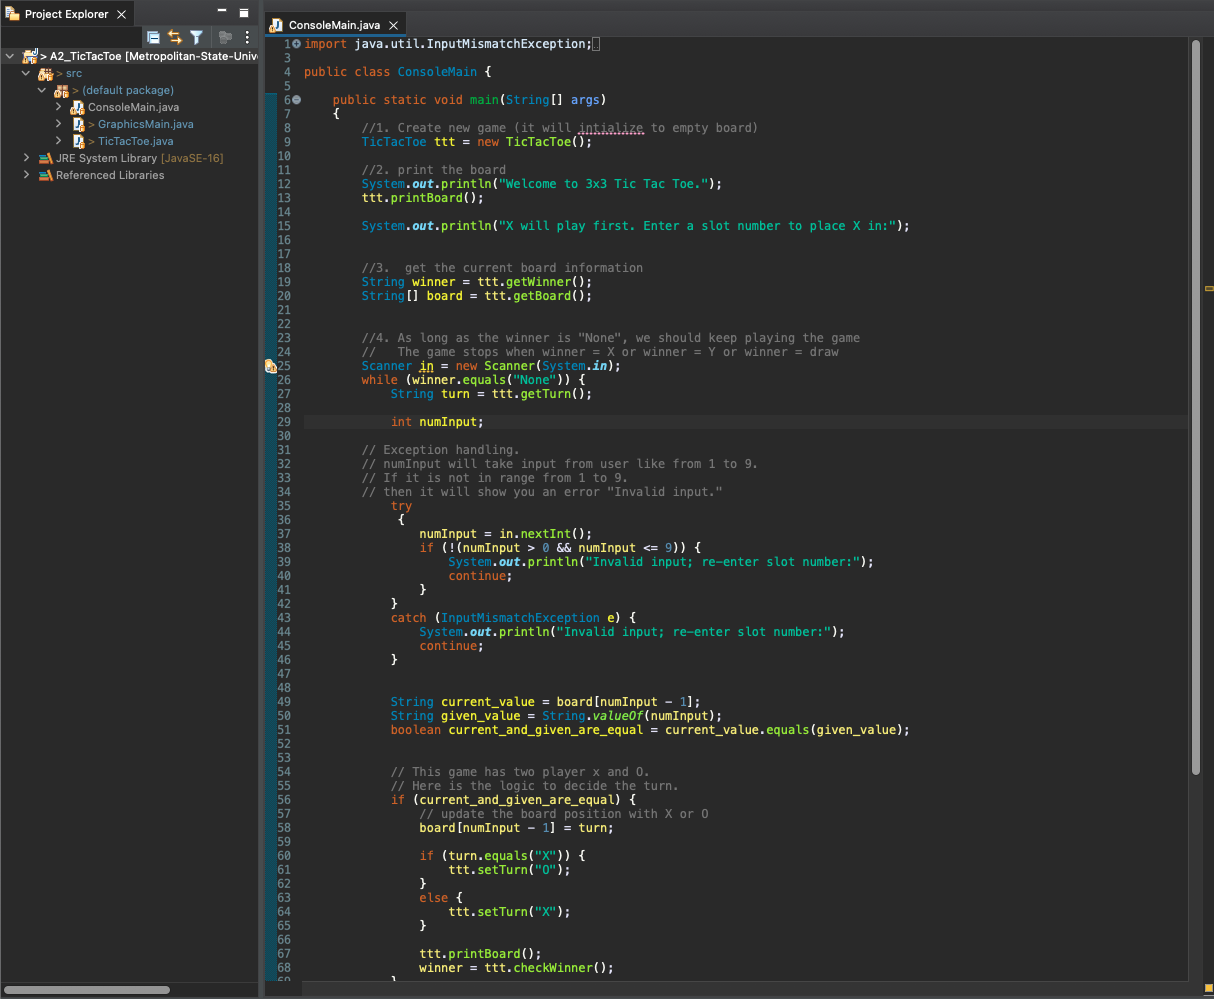 Project Explorer
> A2_TicTacToe [Metropolitan-State-Univ
> src
> (default package)
ConsoleMain.java
> GraphicsMain.java
> TicTacToe.java
JRE System Library [JavaSE-16]
Referenced Libraries
ConsoleMain.java
1 import java.util.InputMismatchException;
3
4 public class ConsoleMain {
5
6     public static void main(String[] args)
7     {
8         //1. Create new game (it will intialize to empty board)
9         TicTacToe ttt = new TicTacToe();
10
11         //2. print the board
12         System.out.println("Welcome to 3x3 Tic Tac Toe.");
13         ttt.printBoard();
14
15         System.out.println("X will play first. Enter a slot number to place X in:");
16
17
18         //3.  get the current board information
19         String winner = ttt.getWinner();
20         String[] board = ttt.getBoard();
21
22
23         //4. As long as the winner is "None", we should keep playing the game
24         //   The game stops when winner = X or winner = Y or winner = draw
25         Scanner in = new Scanner(System.in);
26         while (winner.equals("None")) {
27             String turn = ttt.getTurn();
28
29             int numInput;
30
31         // Exception handling.
32         // numInput will take input from user like from 1 to 9.
33         // If it is not in range from 1 to 9.
34         // then it will show you an error "Invalid input."
35             try
36              {
37                 numInput = in.nextInt();
38                 if (!(numInput > 0 && numInput <= 9)) {
39                     System.out.println("Invalid input; re-enter slot number:");
40                     continue;
41                 }
42             }
43             catch (InputMismatchException e) {
44                 System.out.println("Invalid input; re-enter slot number:");
45                 continue;
46             }
47
48
49             String current_value = board[numInput - 1];
50             String given_value = String.valueOf(numInput);
51             boolean current_and_given_are_equal = current_value.equals(given_value);
52
53
54             // This game has two player x and O.
55             // Here is the logic to decide the turn.
56             if (current_and_given_are_equal) {
57                 // update the board position with X or O
58                 board[numInput - 1] = turn;
59
60                 if (turn.equals("X")) {
61                     ttt.setTurn("O");
62                 }
63                 else {
64                     ttt.setTurn("X");
65                 }
66
67                 ttt.printBoard();
68                 winner = ttt.checkWinner();
69             }